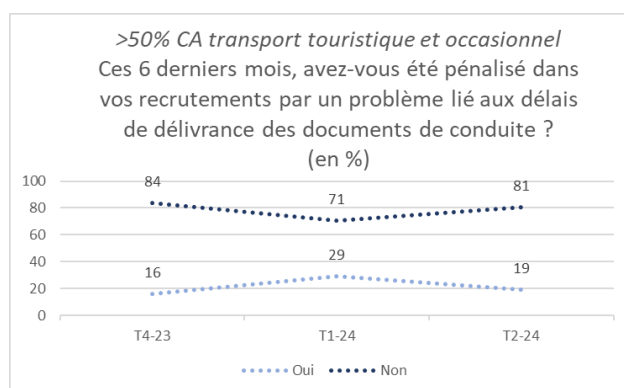 >50% CA transport touristique et occasionnel
Ces 6 derniers mois, avez-vous été pénalisé dans
vos recrutements par un problème lié aux délais
de délivrance des documents de conduite ?
(en %)
100
84
81
80
71
60
40
29
16
19
20
0
T4-23 T1-24 T2-24
Oui Non